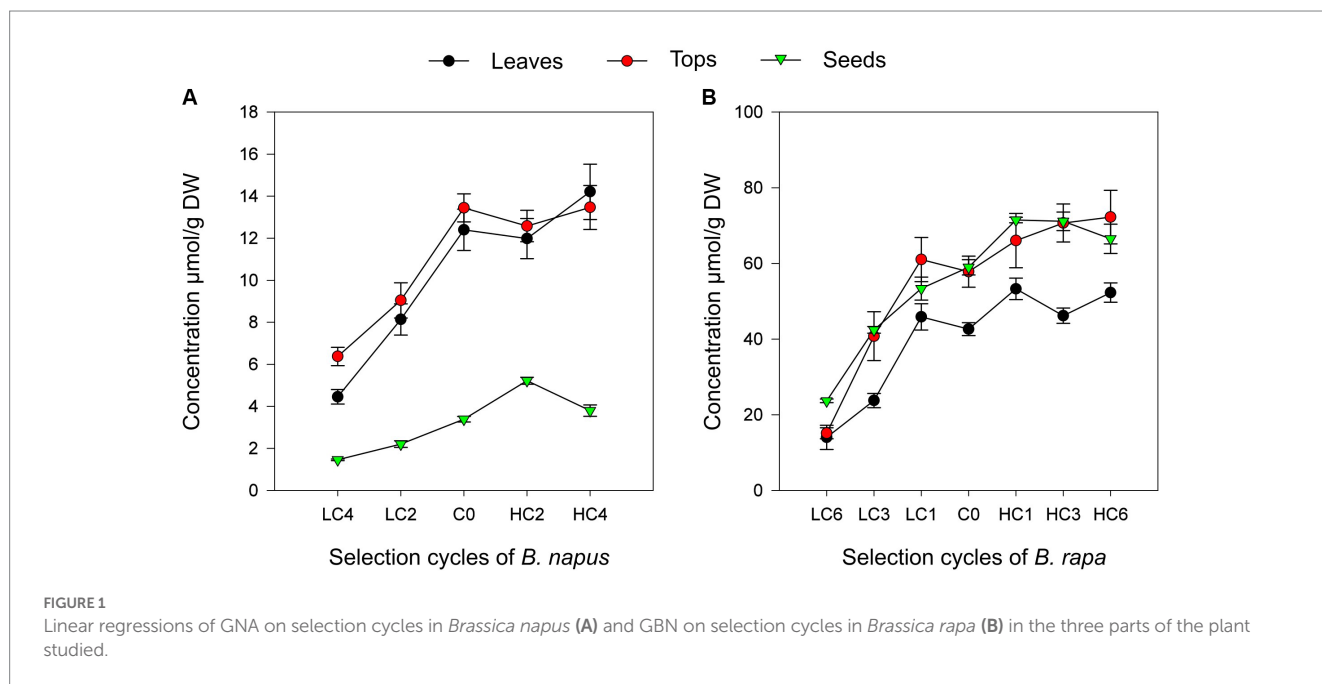 Leaves Tops Seeds
A
B
18
16
14
12
10
8
6
4
2
0
Concentration µmol/g DW
LC4 LC2 C0 HC2 HC4
Selection cycles of B. napus
100
80
60
40
20
0
Concentration µmol/g DW
LC6 LC3 LC1 C0 HC1 HC3 HC6
Selection cycles of B. rapa
FIGURE 1
Linear regressions of GNA on selection cycles in Brassica napus (A) and GBN on selection cycles in Brassica rapa (B) in the three parts of the plant
studied.